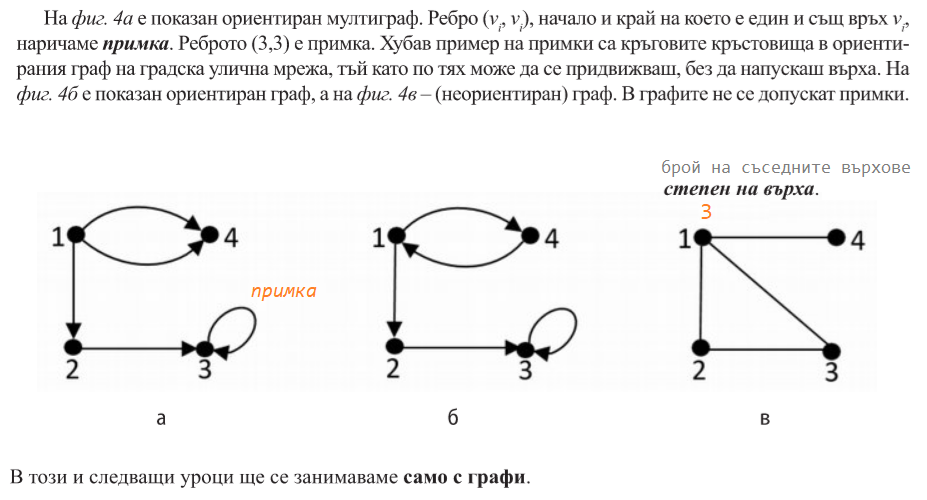 На фиг. 4а е показан ориентиран мултиграф. Ребро (vi, vi), начало и край на което е един и същ връх vi,
наричаме примка. Реброто (3,3) е примка. Хубав пример на примки са кръговите кръстовища в ориенти-
рания граф на градска улична мрежа, тъй като по тях може да се придвижваш, без да напускаш върха. На
фиг. 4б е показан ориентиран граф, а на фиг. 4в – (неориентиран) граф. В графите не се допускат примки.
брой на съседните върхове
степен на върха.
3
1 4
1 4
1 4
примка
2 3
2 3
2 3
а
б
в
В този и следващи уроци ще се занимаваме само с графи.